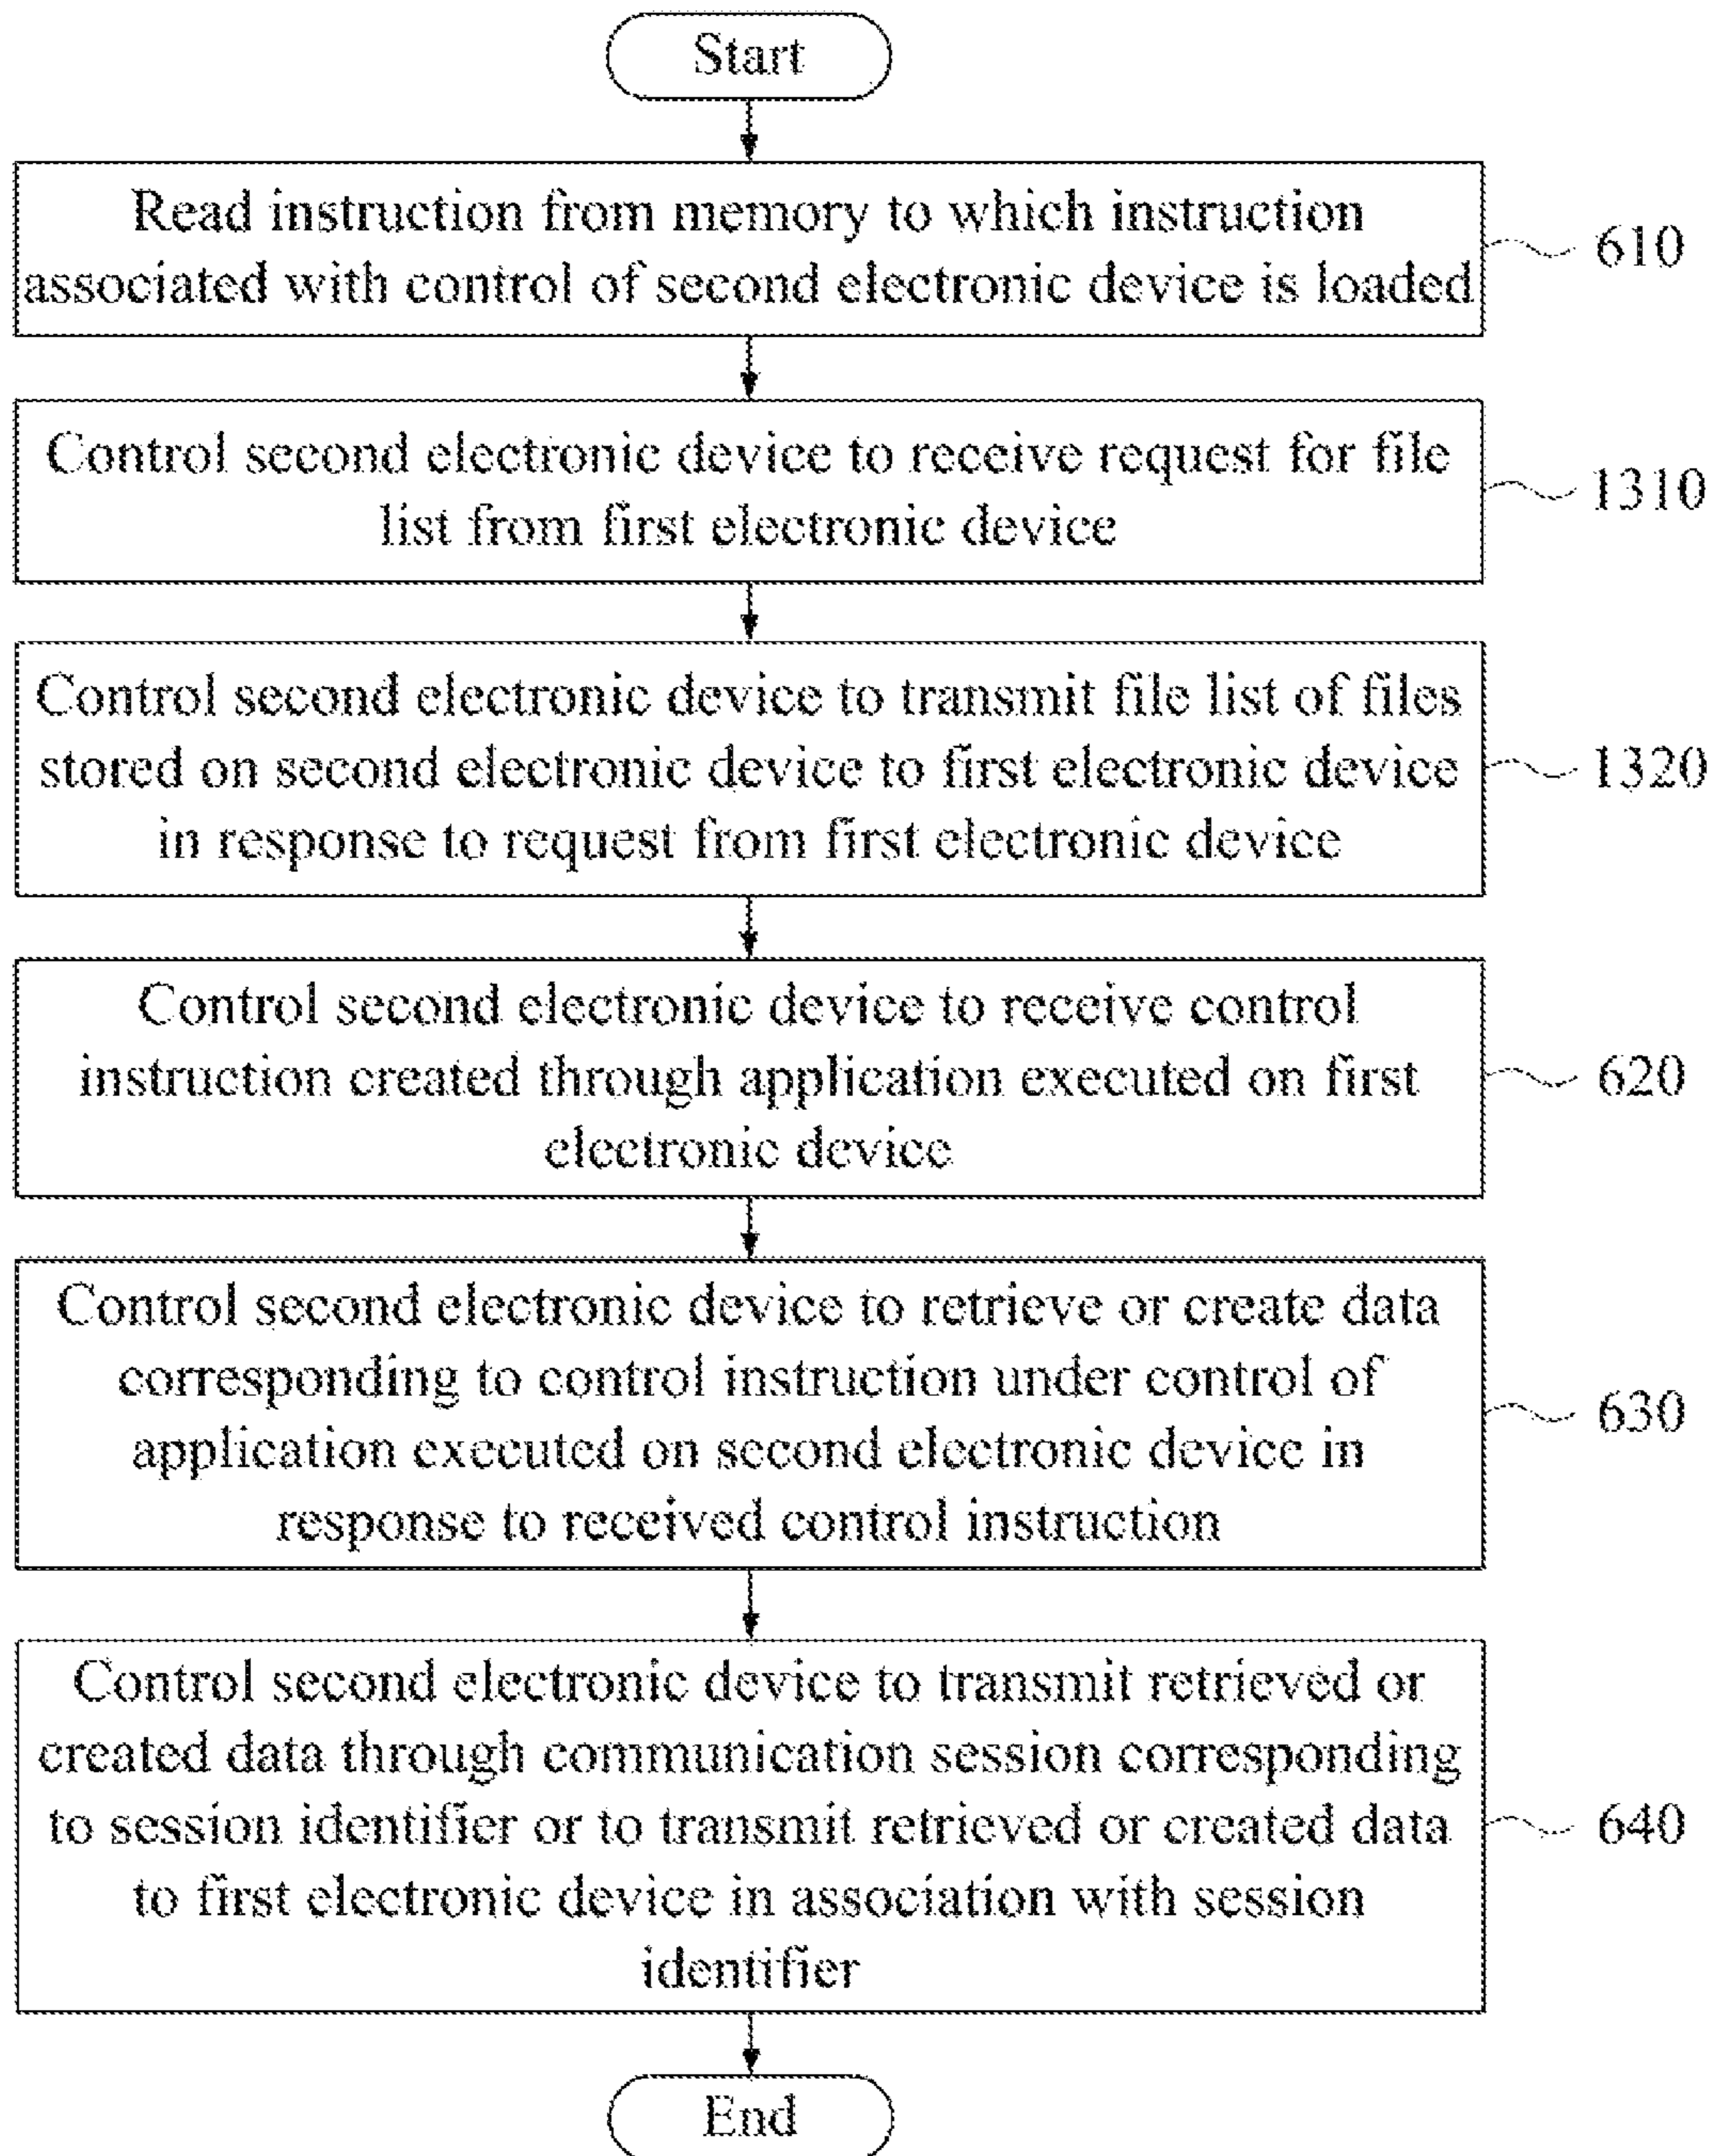 Start
Read instruction from memory to which instruction
associated with control of second electronic device is loaded
610
Control second electronic device to receive request for file
list from first electronic device
1310
Control second electronic device to transmit file list of files
stored on second electronic device to first electronic device
in response to request from first electronic device
1320
Control second electronic device to receive control
instruction created through application executed on first
electronic device
620
Control second electronic device to retrieve or create data
corresponding to control instruction under control of
application executed on second electronic device in
response to received control instruction
630
Control second electronic device to transmit retrieved or
created data through communication session corresponding
to session identifier or to transmit retrieved or created data
to first electronic device in association with session
identifier
640
End